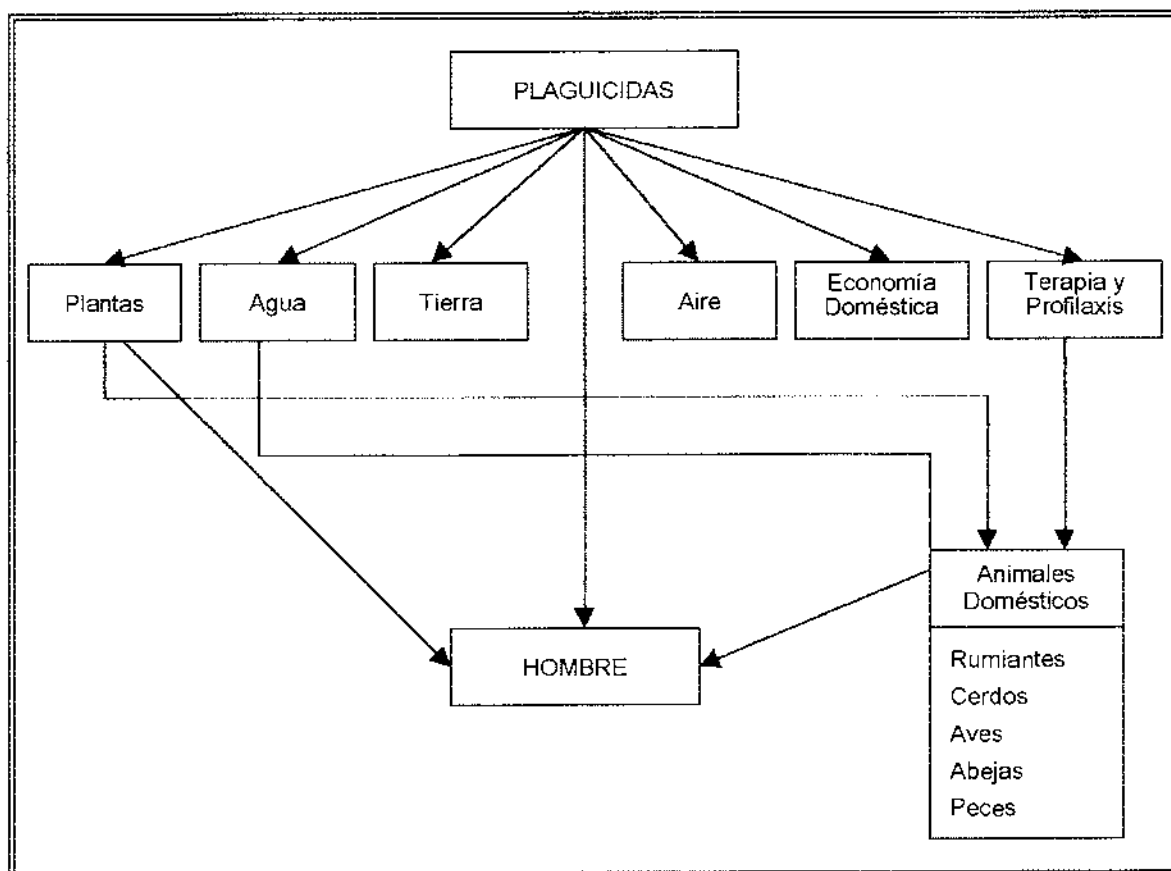 PLAGUICIDAS
Plantas
Agua
Tierra
Aire
Economía
Doméstica
Terapia y
Profilaxis
Animales
Domésticos
HOMBRE
Rumiantes
Cerdos
Aves
Abejas
Peces